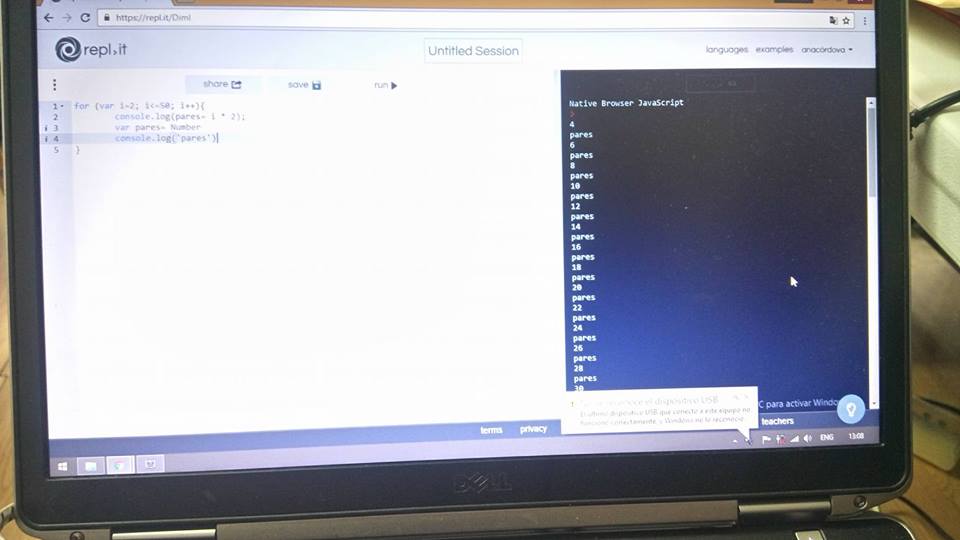 https://repl.it/Diml
repl.it
Untitled Session
languages examples anacordova
share save run
1 for (var i=2; i<=50; i++){
2 console.log(pares= i * 2);
i 3 var pares= Number
i 4 console.log('pares')
5 }
Native Browser JavaScript
4
pares
6
pares
8
pares
10
pares
12
pares
14
pares
16
pares
18
pares
20
pares
22
pares
24
pares
26
pares
28
pares
30
reconoce el dispositivo USB
El último dispositivo USB que conectó a este equipo no
funcionó correctamente, y Windows no lo reconoce.
PC para activar Windo
terms privacy teachers
ENG 13:08
DELL